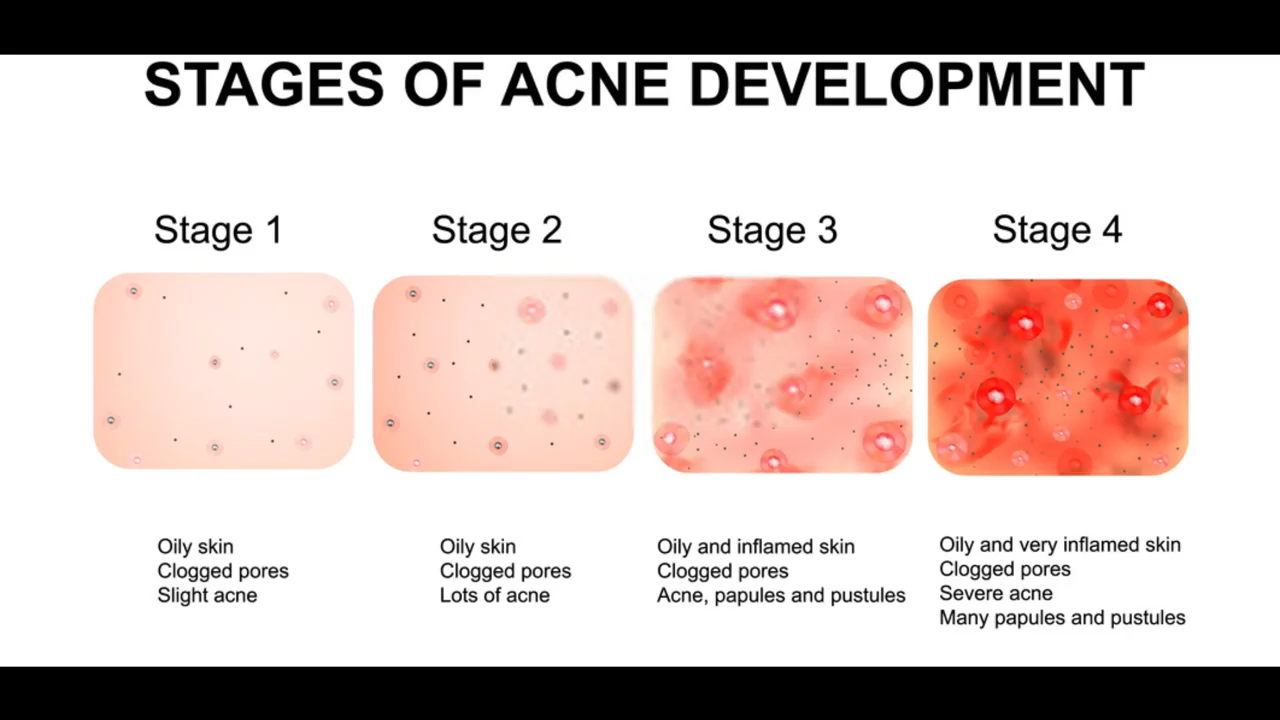 STAGES OF ACNE DEVELOPMENT
Stage 1
Stage 2
Stage 3
Stage 4
Oily skin
Clogged pores
Slight acne
Oily skin
Clogged pores
Lots of acne
Oily and inflamed skin
Clogged pores
Acne, papules and pustules
Oily and very inflamed skin
Clogged pores
Severe acne
Many papules and pustules